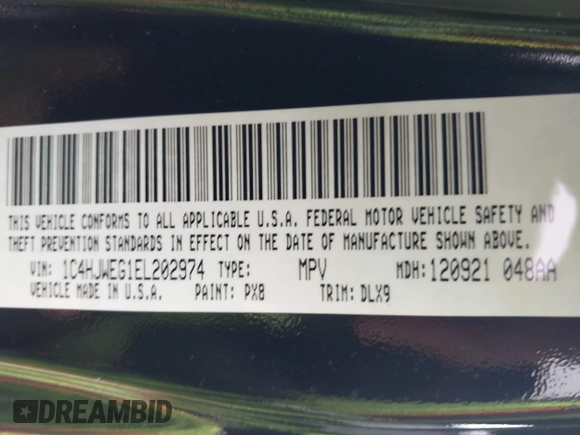 THIS VEHICLE CONFORMS TO ALL APPLICABLE U.S.A. FEDERAL MOTOR VEHICLE SAFETY AND
THEFT PREVENTION STANDARDS IN EFFECT ON THE DATE OF MANUFACTURE SHOWN ABOVE.
VIN: 1C4HJWEG1EL202974 TYPE: MPV MDH:120921 048AA
VEHICLE MADE IN U.S.A. PAINT: PX8 TRIM: DLX9
DREAMBID